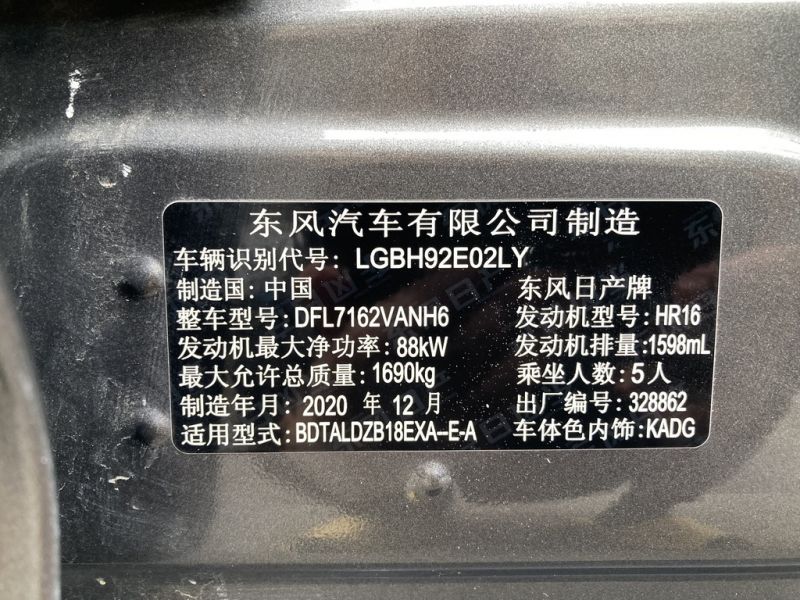 东风汽车有限公司制造
车辆识别代号: LGBH92E02LY
制造国: 中国 东风日产牌
整车型号: DFL7162VANH6 发动机型号: HR16
发动机最大净功率: 88kW 发动机排量: 1598mL
最大允许总质量: 1690kg 乘坐人数: 5人
制造年月: 2020 年 12 月 出厂编号: 328862
适用型式: BDTALDZB18EXA--E-A 车体色内饰: KADG